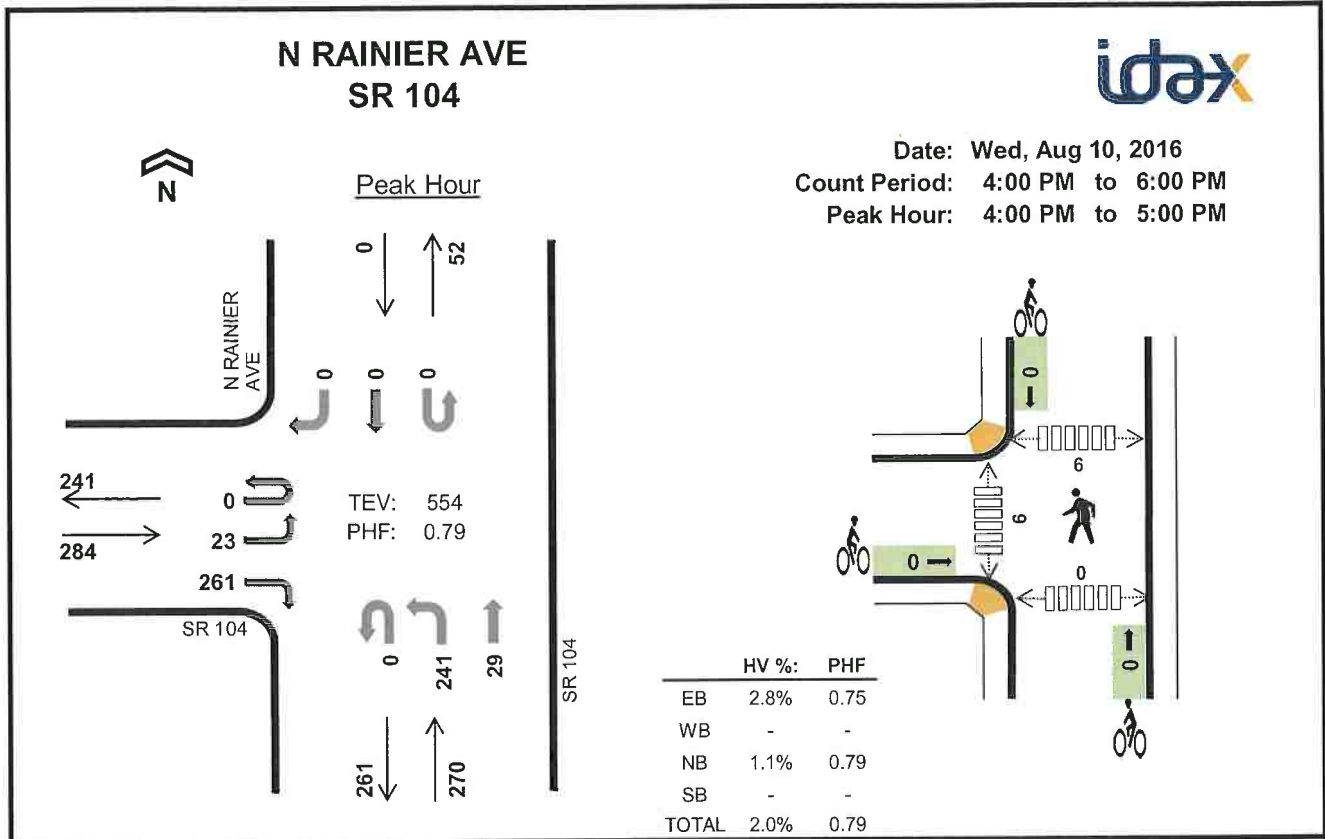 N RAINIER AVE
SR 104
idax
Date: Wed, Aug 10, 2016
Count Period: 4:00 PM to 6:00 PM
Peak Hour: 4:00 PM to 5:00 PM
N
Peak Hour
0
52
N RAINIER
AVE
0
0
0
241
284
0
23
261
TEV: 554
PHF: 0.79
SR 104
0
241
29
261
270
SR 104
0
6
6
0
0
0
HV %: PHF
EB 2.8% 0.75
WB - -
NB 1.1% 0.79
SB - -
TOTAL 2.0% 0.79